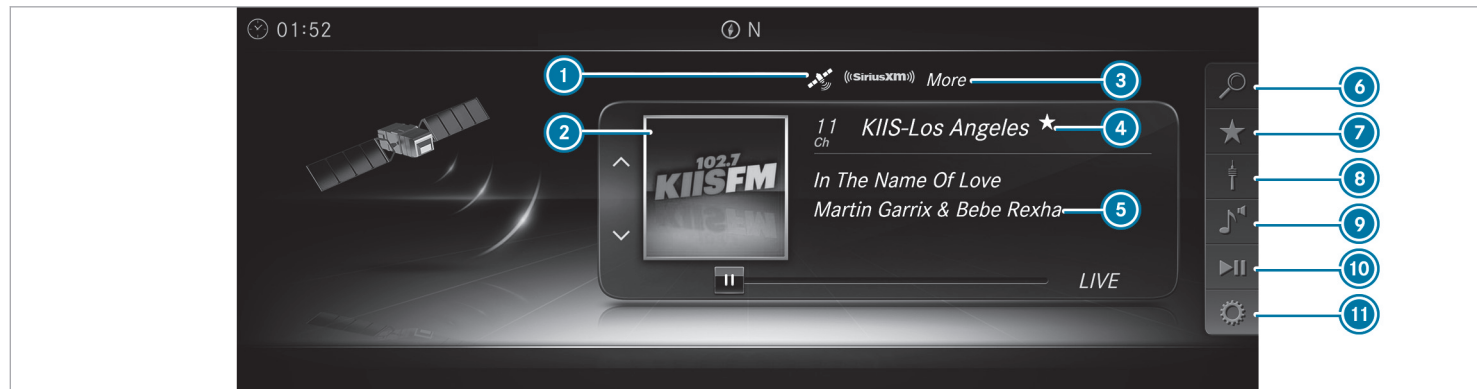 01:52
N
1
((SiriusXM))
More
3
6
2
102.7
KIISFM
11
Ch
KIIS-Los Angeles
4
7
In The Name Of Love
8
Martin Garrix & Bebe Rexha
5
9
LIVE
10
11